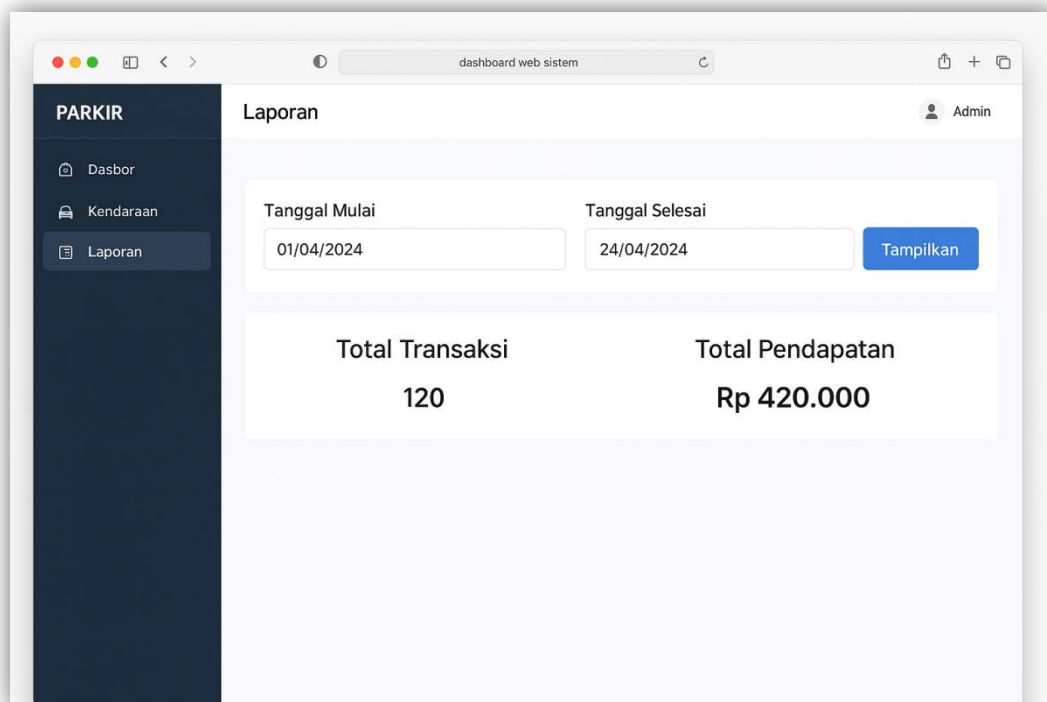 dashboard web sistem
PARKIR
Laporan
Admin
Dasbor
Kendaraan
Laporan
Tanggal Mulai
Tanggal Selesai
01/04/2024
24/04/2024
Tampilkan
Total Transaksi
Total Pendapatan
120
Rp 420.000